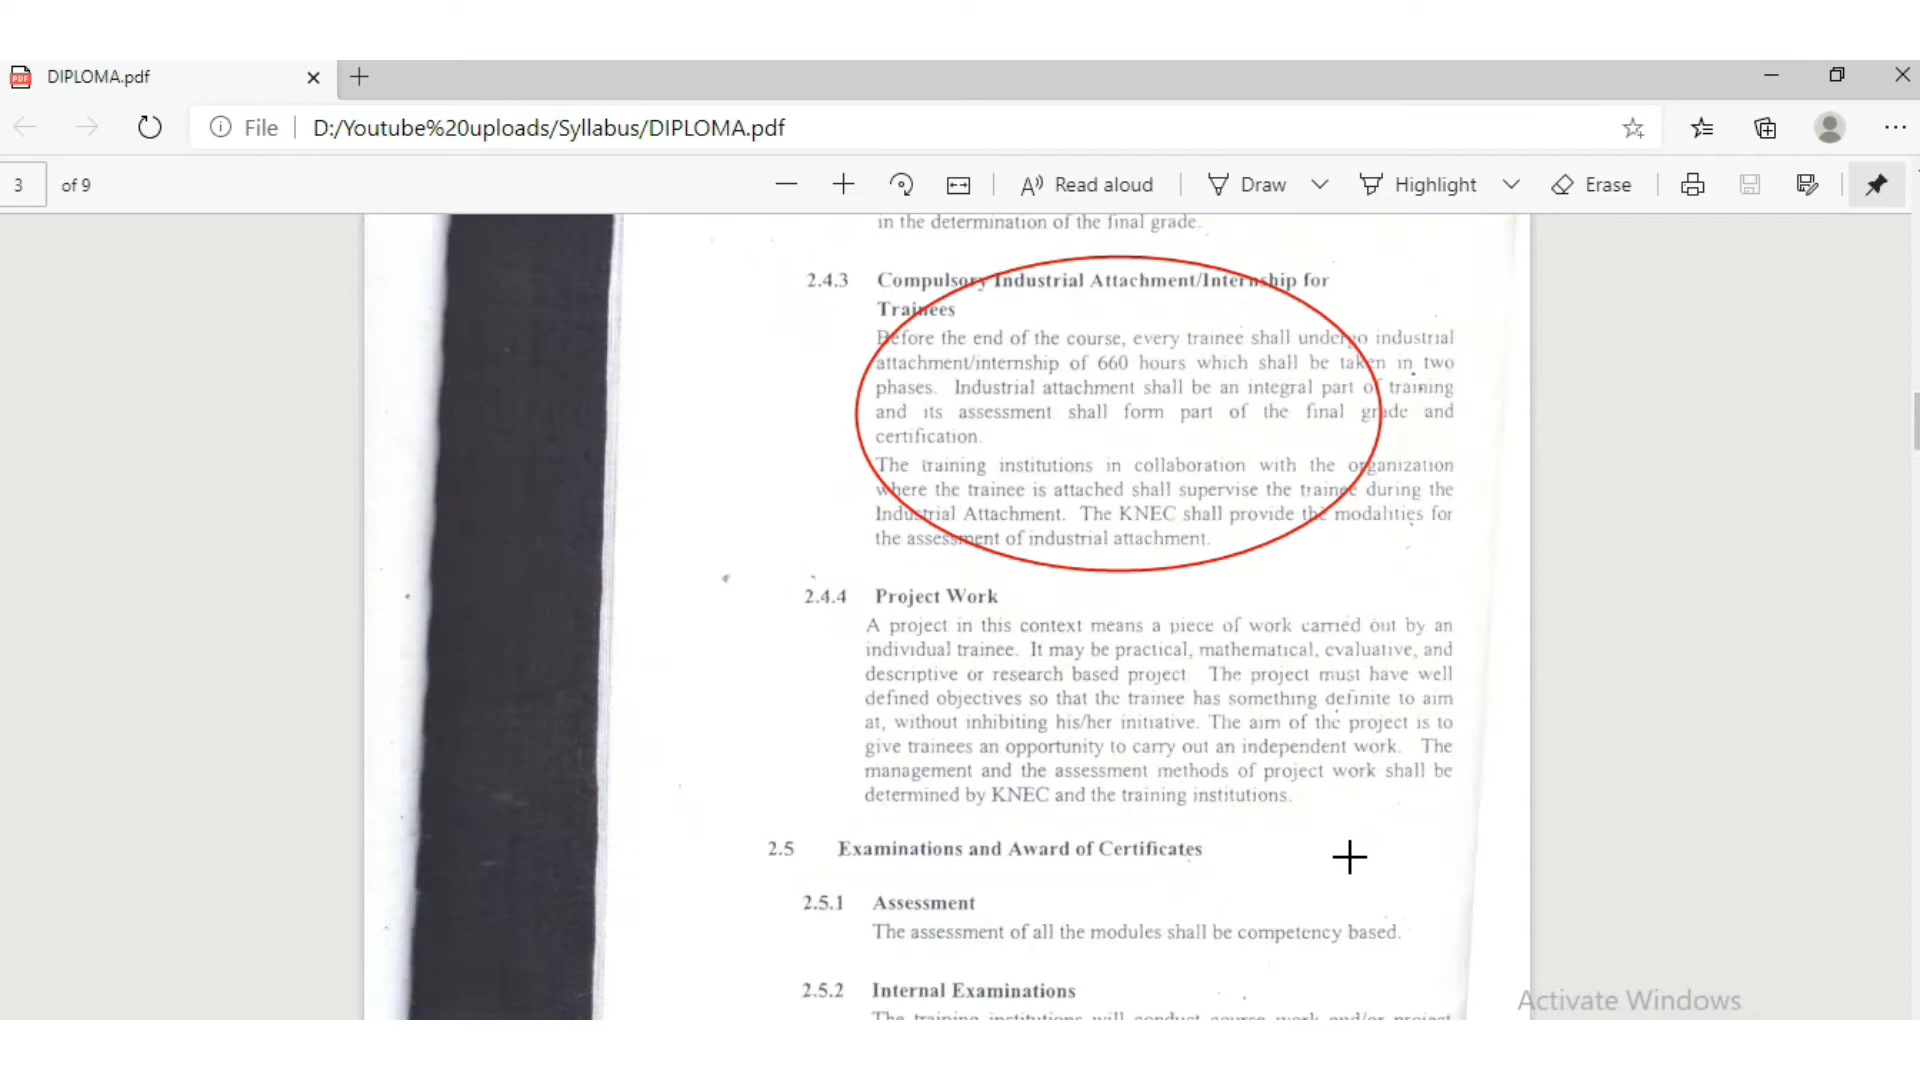 DIPLOMA.pdf
File
D:/Youtube%20uploads/Syllabus/DIPLOMA.pdf
3 of 9
Read aloud
Draw
Highlight
Erase
in the determination of the final grade.
2.4.3 Compulsory Industrial Attachment/Internship for
Trainees
Before the end of the course, every trainee shall undergo industrial
attachment/internship of 660 hours which shall be taken in two
phases. Industrial attachment shall be an integral part of training
and its assessment shall form part of the final grade and
certification.
The training institutions in collaboration with the organization
where the trainee is attached shall supervise the trainee during the
Industrial Attachment. The KNEC shall provide the modalities for
the assessment of industrial attachment.
2.4.4 Project Work
A project in this context means a piece of work carried out by an
individual trainee. It may be practical, mathematical, evaluative, and
descriptive or research based project. The project must have well
defined objectives so that the trainee has something definite to aim
at, without inhibiting his/her initiative. The aim of the project is to
give trainees an opportunity to carry out an independent work. The
management and the assessment methods of project work shall be
determined by KNEC and the training institutions.
2.5 Examinations and Award of Certificates
2.5.1 Assessment
The assessment of all the modules shall be competency based.
2.5.2 Internal Examinations
The training institutions will conduct course work and/or project
Activate Windows